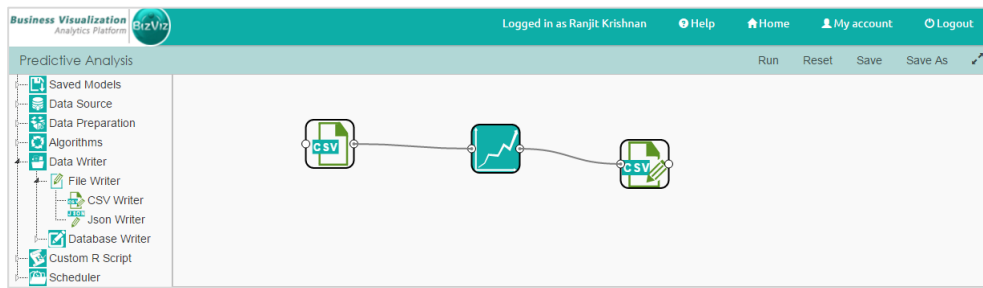 Business Visualization
Analytics Platform
BizViz
Logged in as Ranjit Krishnan
Help
Home
My account
Logout
Predictive Analysis
Run
Reset
Save
Save As
Saved Models
Data Source
Data Preparation
Algorithms
Data Writer
File Writer
CSV Writer
Json Writer
Database Writer
Custom R Script
Scheduler
CSV
CSV
JSON